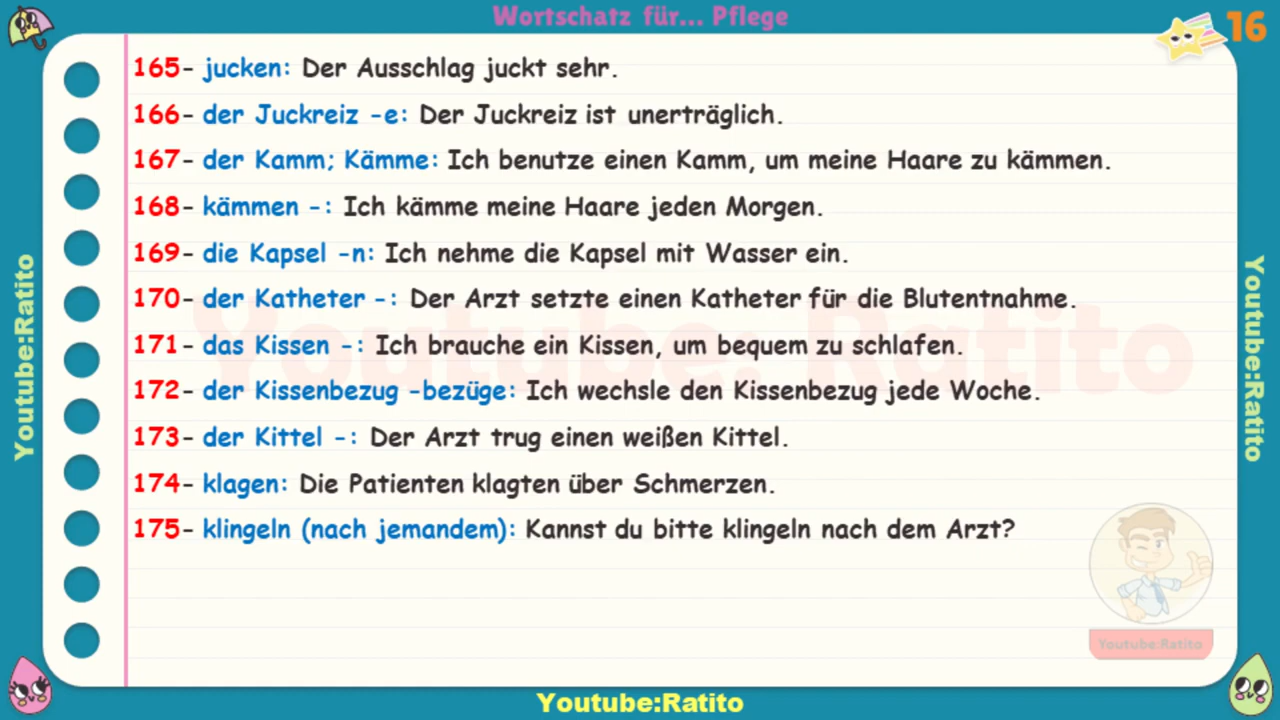 Wortschatz für... Pflege
16
165- jucken: Der Ausschlag juckt sehr.
166- der Juckreiz -e: Der Juckreiz ist unerträglich.
167- der Kamm; Kämme: Ich benutze einen Kamm, um meine Haare zu kämmen.
168- kämmen -: Ich kämme meine Haare jeden Morgen.
169- die Kapsel -n: Ich nehme die Kapsel mit Wasser ein.
170- der Katheter -: Der Arzt setzte einen Katheter für die Blutentnahme.
171- das Kissen -: Ich brauche ein Kissen, um bequem zu schlafen.
172- der Kissenbezug -bezüge: Ich wechsle den Kissenbezug jede Woche.
173- der Kittel -: Der Arzt trug einen weißen Kittel.
174- klagen: Die Patienten klagten über Schmerzen.
175- klingeln (nach jemandem): Kannst du bitte klingeln nach dem Arzt?
Youtube: Ratito
Youtube:Ratito
Youtube:Ratito
Youtube:Ratito
Youtube:Ratito